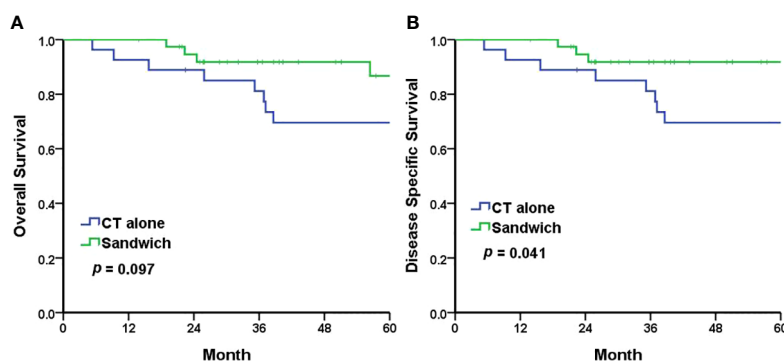 A
Overall Survival
1.0
0.8
0.6
0.4
0.2
0.0
CT alone
Sandwich
p = 0.097
0 12 24 36 48 60
Month
B
Disease Specific Survival
1.0
0.8
0.6
0.4
0.2
0.0
CT alone
Sandwich
p = 0.041
0 12 24 36 48 60
Month